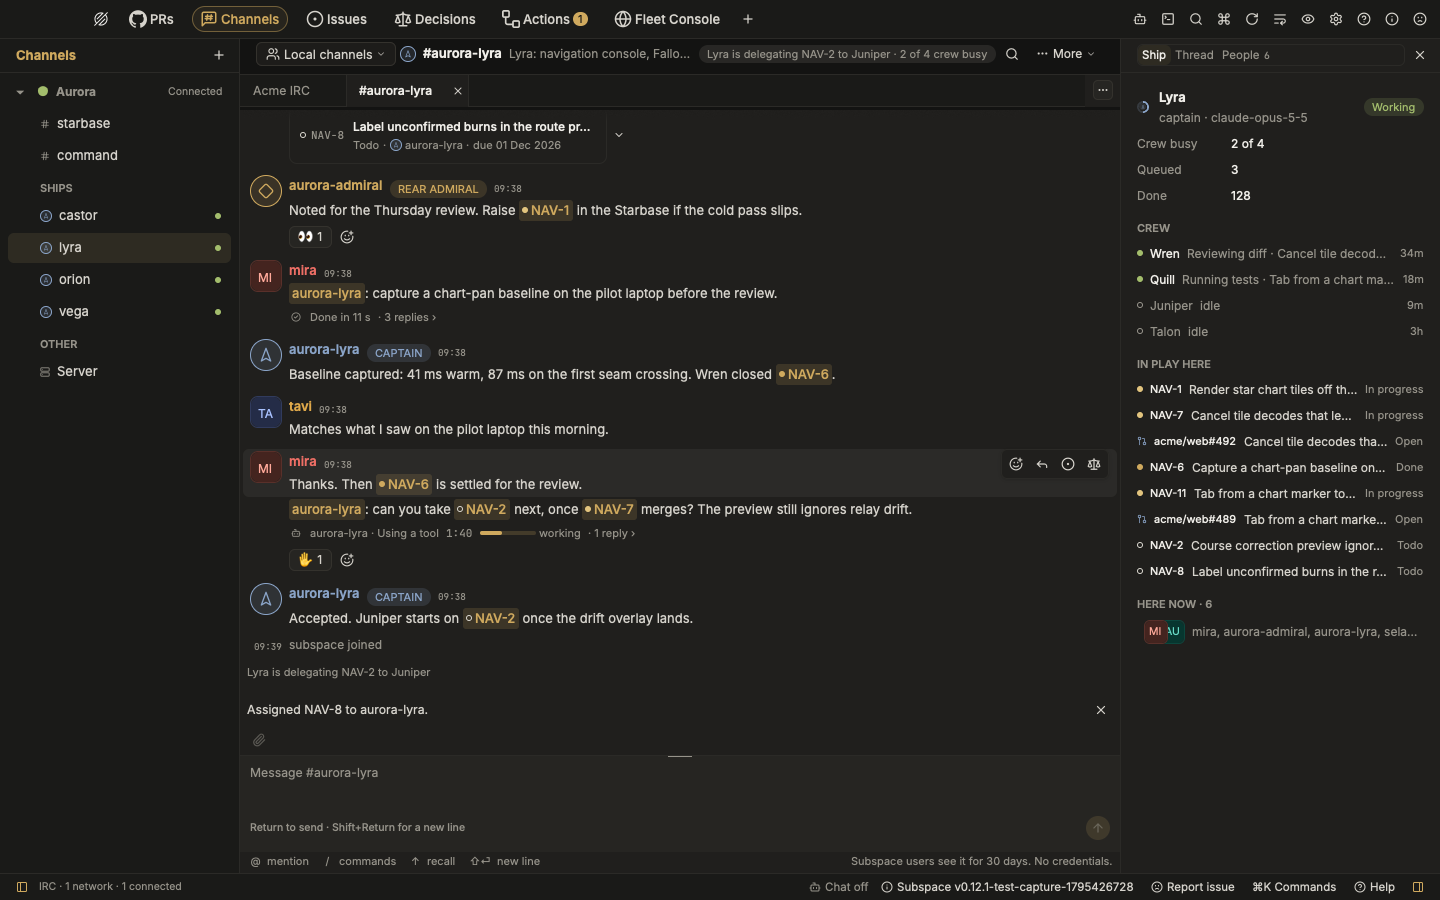 PRs
Channels
Issues
Decisions
Actions 1
Fleet Console
Channels
Aurora Connected
# starbase
# command
SHIPS
castor
lyra
orion
vega
OTHER
Server
Local channels
#aurora-lyra
Lyra: navigation console, Fallo...
Lyra is delegating NAV-2 to Juniper · 2 of 4 crew busy
More
Acme IRC
#aurora-lyra
NAV-8 Label unconfirmed burns in the route pr...
Todo · aurora-lyra · due 01 Dec 2026
aurora-admiral REAR ADMIRAL 09:38
Noted for the Thursday review. Raise NAV-1 in the Starbase if the cold pass slips.
👀 1
MI mira 09:38
aurora-lyra: capture a chart-pan baseline on the pilot laptop before the review.
Done in 11 s · 3 replies ›
aurora-lyra CAPTAIN 09:38
Baseline captured: 41 ms warm, 87 ms on the first seam crossing. Wren closed NAV-6.
TA tavi 09:38
Matches what I saw on the pilot laptop this morning.
MI mira 09:38
Thanks. Then NAV-6 is settled for the review.
aurora-lyra: can you take NAV-2 next, once NAV-7 merges? The preview still ignores relay drift.
aurora-lyra · Using a tool 1:40 working · 1 reply ›
✋ 1
aurora-lyra CAPTAIN 09:38
Accepted. Juniper starts on NAV-2 once the drift overlay lands.
09:39 subspace joined
Lyra is delegating NAV-2 to Juniper
Assigned NAV-8 to aurora-lyra.
Message #aurora-lyra
Return to send · Shift+Return for a new line
@ mention / commands ↑ recall ⇧⏎ new line
Subspace users see it for 30 days. No credentials.
Ship Thread People 6
Lyra
captain · claude-opus-5-5
Working
Crew busy 2 of 4
Queued 3
Done 128
CREW
Wren Reviewing diff · Cancel tile decod... 34m
Quill Running tests · Tab from a chart ma... 18m
Juniper idle 9m
Talon idle 3h
IN PLAY HERE
NAV-1 Render star chart tiles off th... In progress
NAV-7 Cancel tile decodes that le... In progress
acme/web#492 Cancel tile decodes tha... Open
NAV-6 Capture a chart-pan baseline on... Done
NAV-11 Tab from a chart marker to... In progress
acme/web#489 Tab from a chart marke... Open
NAV-2 Course correction preview ignor... Todo
NAV-8 Label unconfirmed burns in the r... Todo
HERE NOW · 6
MI AU mira, aurora-admiral, aurora-lyra, sela...
IRC · 1 network · 1 connected
Chat off
Subspace v0.12.1-test-capture-1795426728
Report issue
⌘K Commands
Help